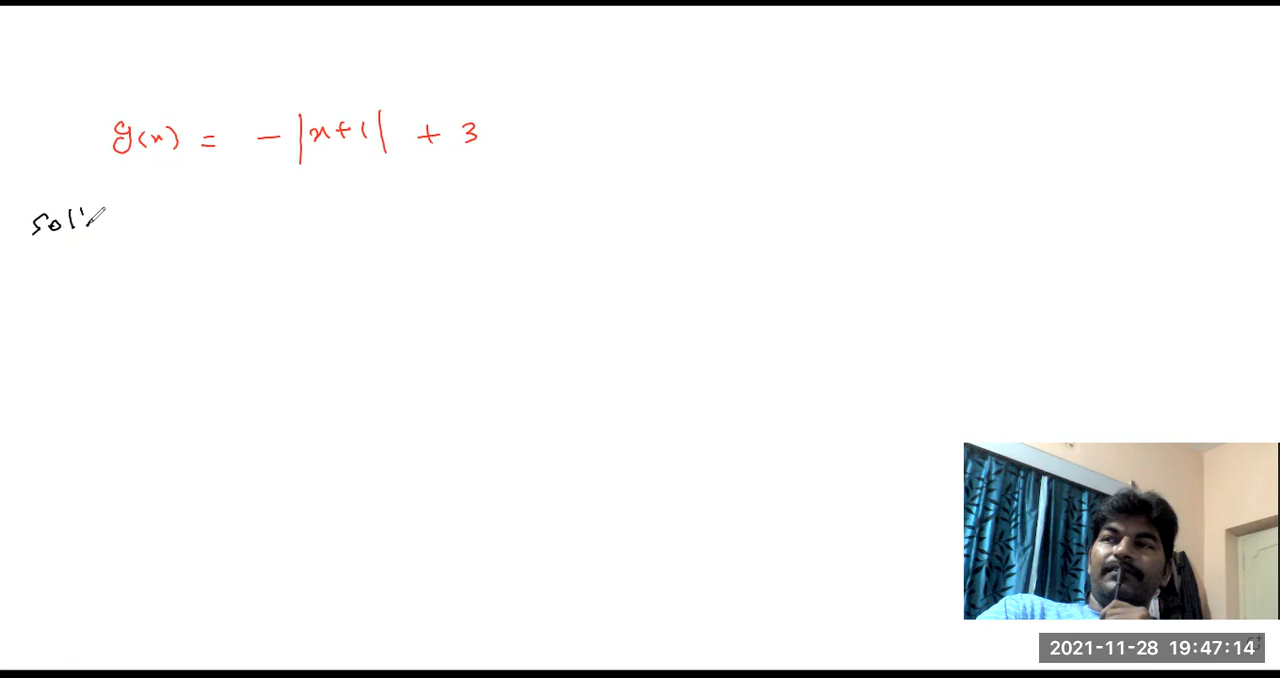 g(x) = - |x+1| + 3
Sol'
2021-11-28 19:47:14